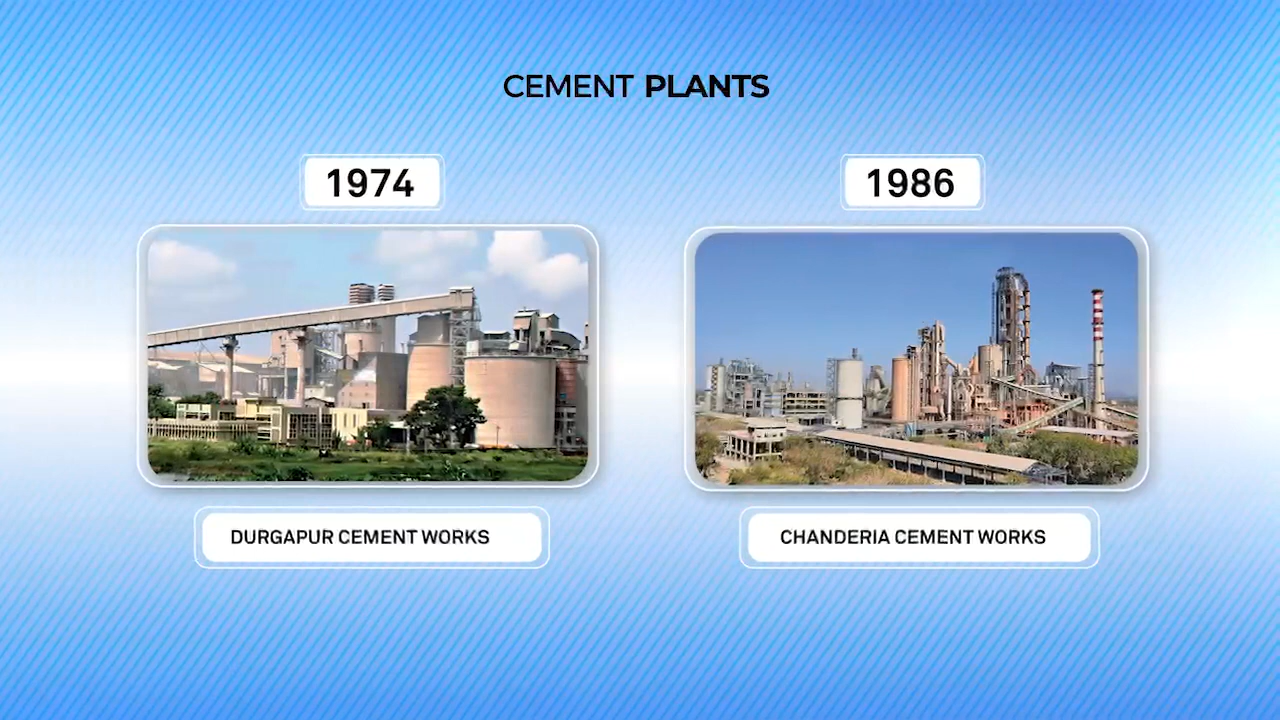 CEMENT PLANTS
1974
1986
DURGAPUR CEMENT WORKS
CHANDERIA CEMENT WORKS